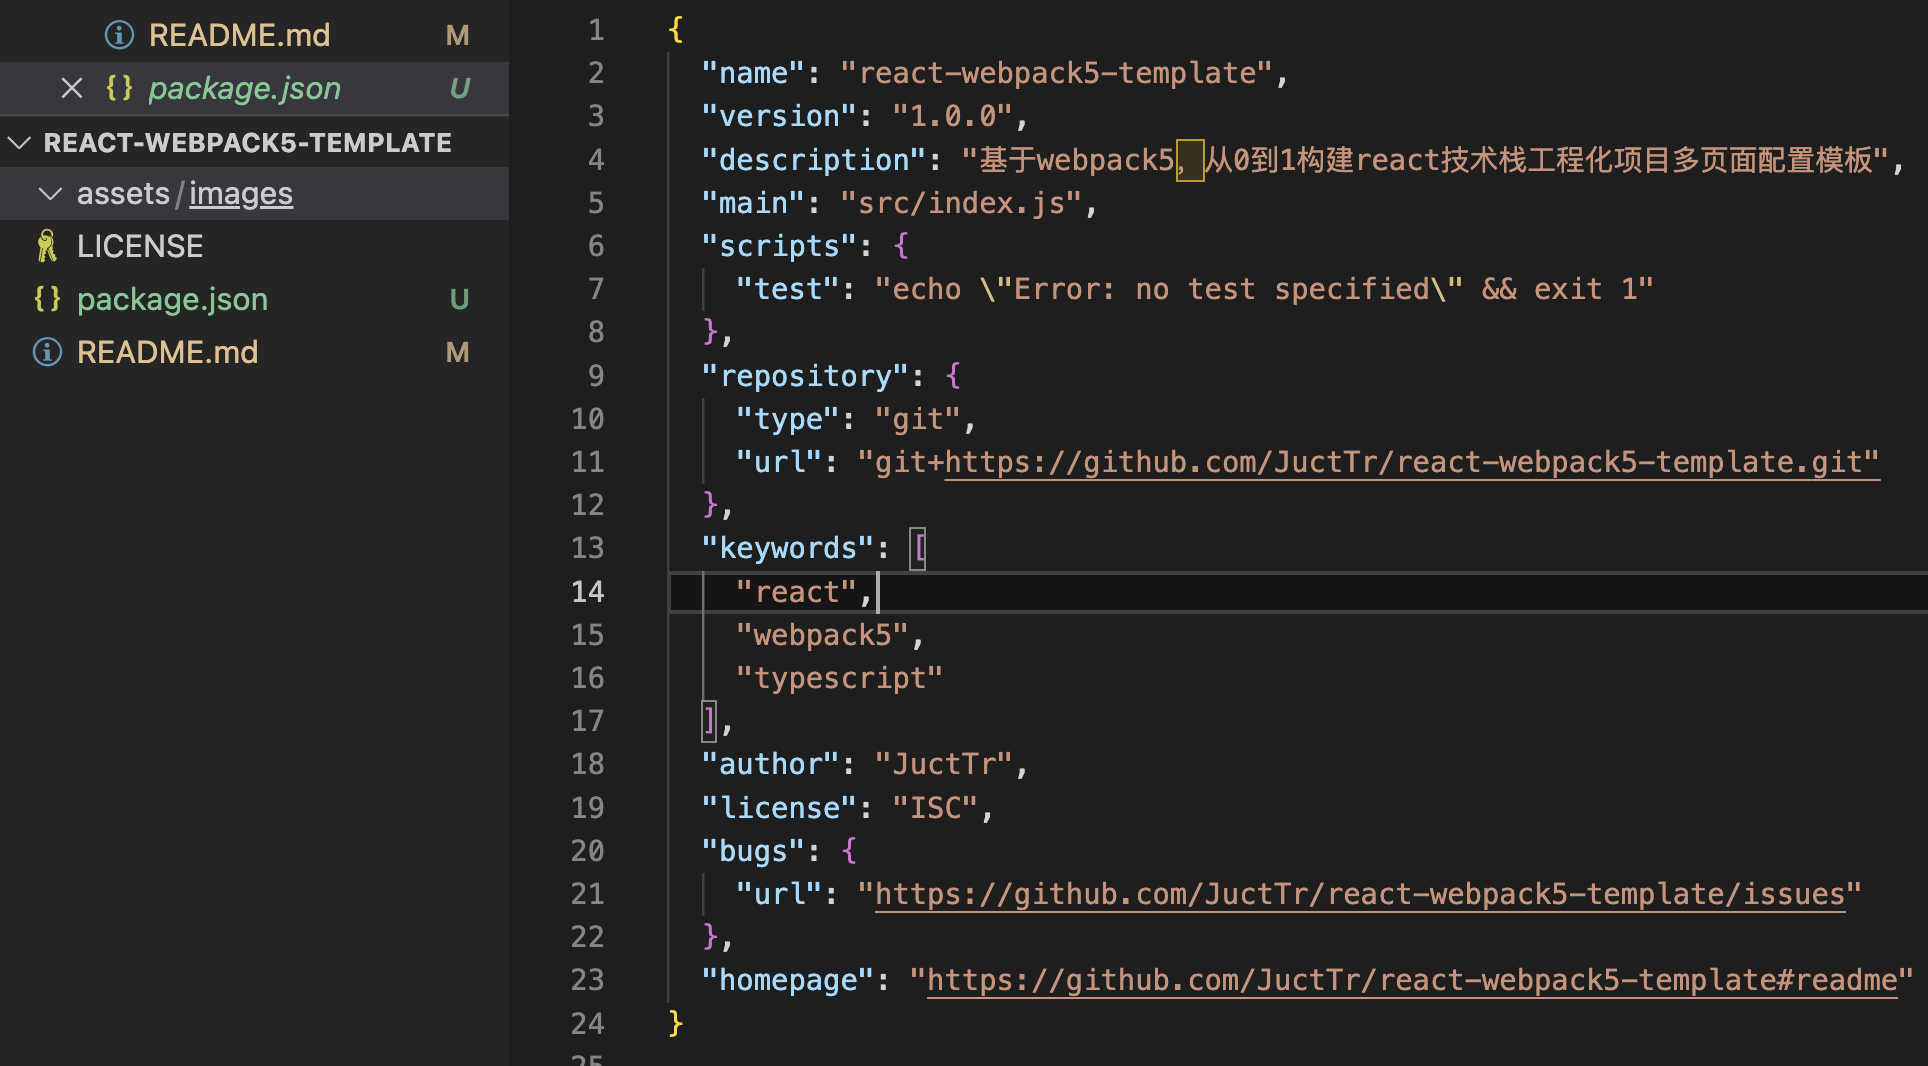 README.md M
package.json U
REACT-WEBPACK5-TEMPLATE
assets/images
LICENSE
package.json U
README.md M
1 {
2 "name": "react-webpack5-template",
3 "version": "1.0.0",
4 "description": "基于webpack5，从0到1构建react技术栈工程化项目多页面配置模板",
5 "main": "src/index.js",
6 "scripts": {
7 "test": "echo \"Error: no test specified\" && exit 1"
8 },
9 "repository": {
10 "type": "git",
11 "url": "git+https://github.com/JuctTr/react-webpack5-template.git"
12 },
13 "keywords": [
14 "react",
15 "webpack5",
16 "typescript"
17 ],
18 "author": "JuctTr",
19 "license": "ISC",
20 "bugs": {
21 "url": "https://github.com/JuctTr/react-webpack5-template/issues"
22 },
23 "homepage": "https://github.com/JuctTr/react-webpack5-template#readme"
24 }
25